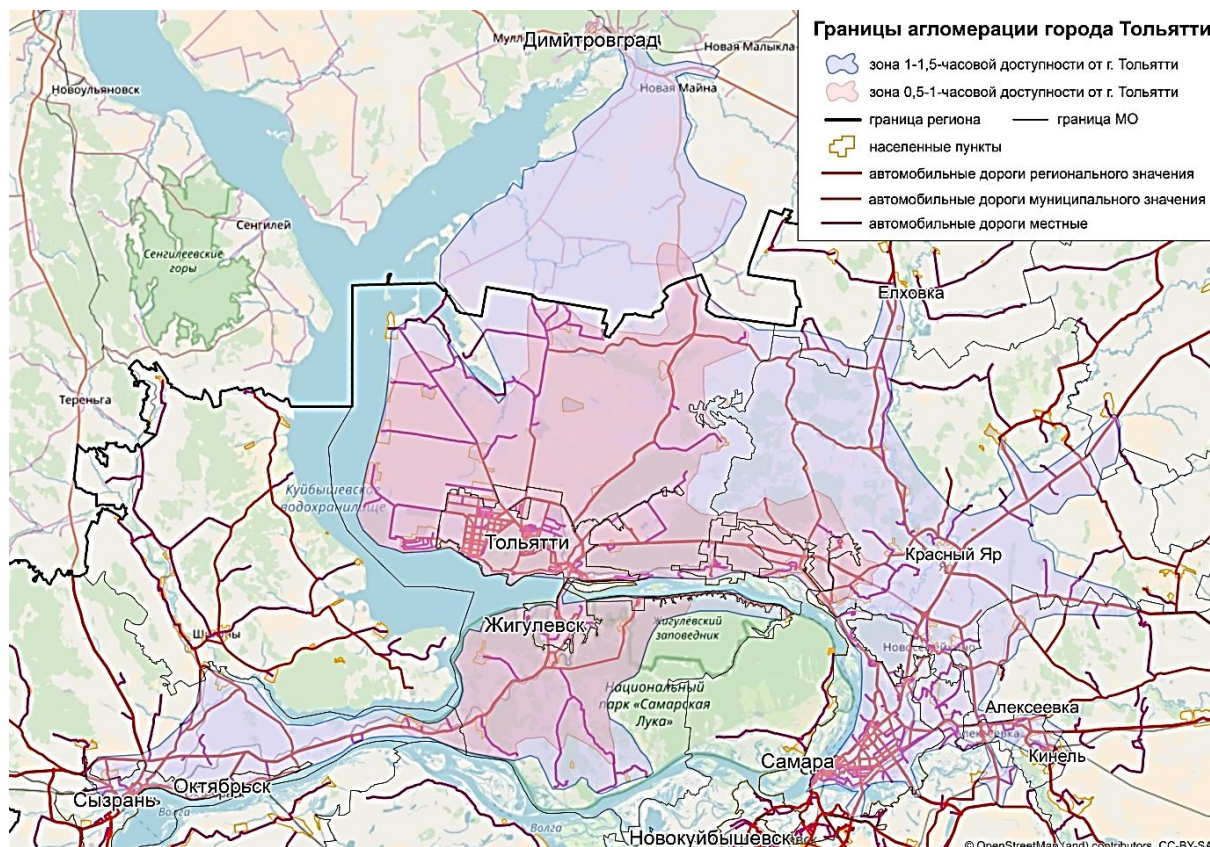 Границы агломерации города Тольятти
зона 1-1,5-часовой доступности от г. Тольятти
зона 0,5-1-часовой доступности от г. Тольятти
граница региона
граница МО
населенные пункты
автомобильные дороги регионального значения
автомобильные дороги муниципального значения
автомобильные дороги местные
Димитровград
Новая Малыкла
Новоульяновск
Новая Майна
Сенгилей
Сенгилеевские
горы
Елховка
Тереньга
Куйбышевское
водохранилище
Тольятти
Красный Яр
Жигулевск
Жигулёвский
заповедник
Национальный
парк «Самарская
Лука»
Алексеевка
Самара
Кинель
Октябрьск
Сызрань
Волга
Волга
Новокуйбышевск
© OpenStreetMap (and) contributors, CC-BY-SA